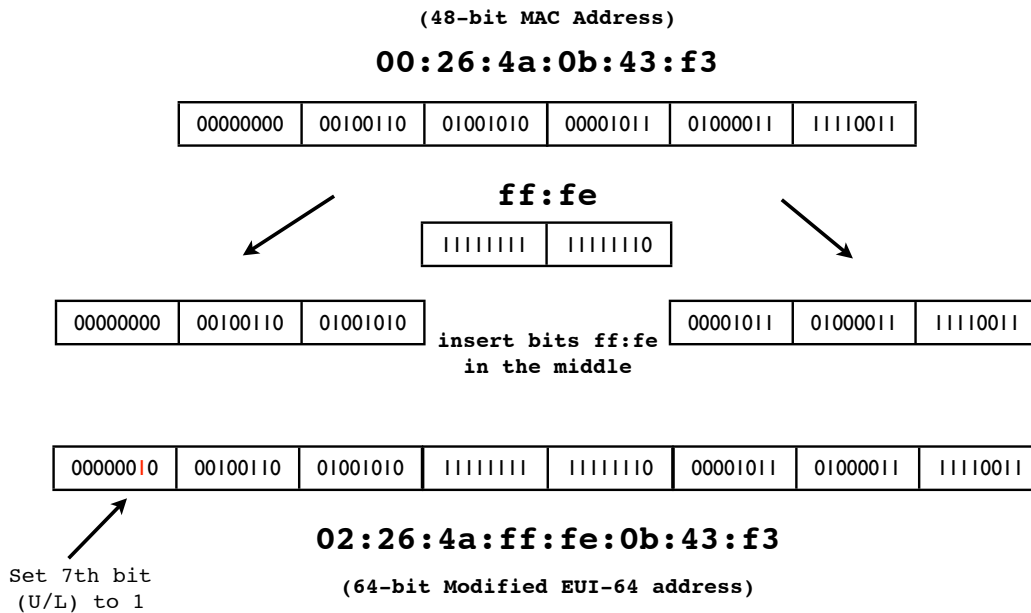 (48-bit MAC Address)
00:26:4a:0b:43:f3
00000000 00100110 01001010 00001011 01000011 11110011
ff:fe
11111111 11111110
00000000 00100110 01001010 00001011 01000011 11110011
insert bits ff:fe
in the middle
00000010 00100110 01001010 11111111 11111110 00001011 01000011 11110011
02:26:4a:ff:fe:0b:43:f3
(64-bit Modified EUI-64 address)
Set 7th bit
(U/L) to 1